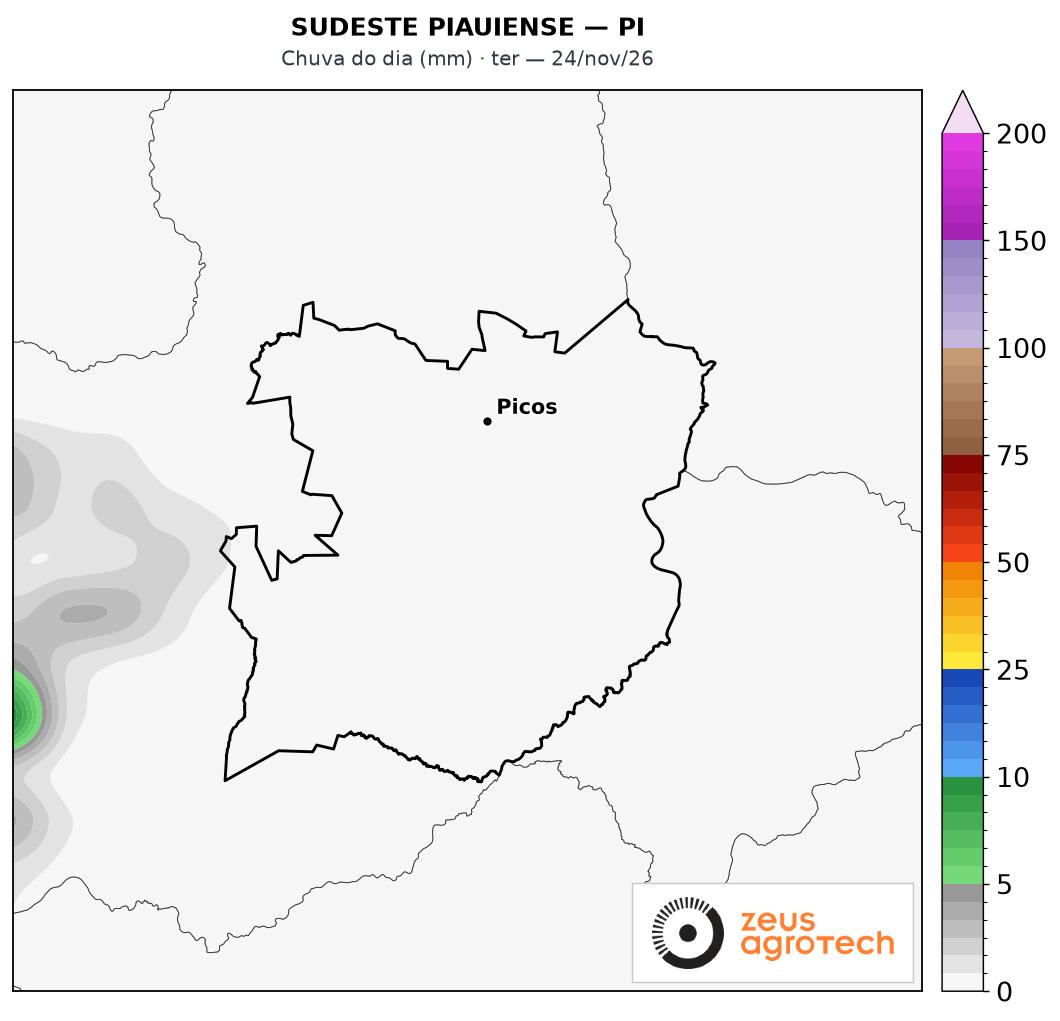 SUDESTE PIAUIENSE — PI
Chuva do dia (mm) · ter — 24/nov/26
200
150
100
75
50
25
10
5
0
Picos
zeus
agrotech